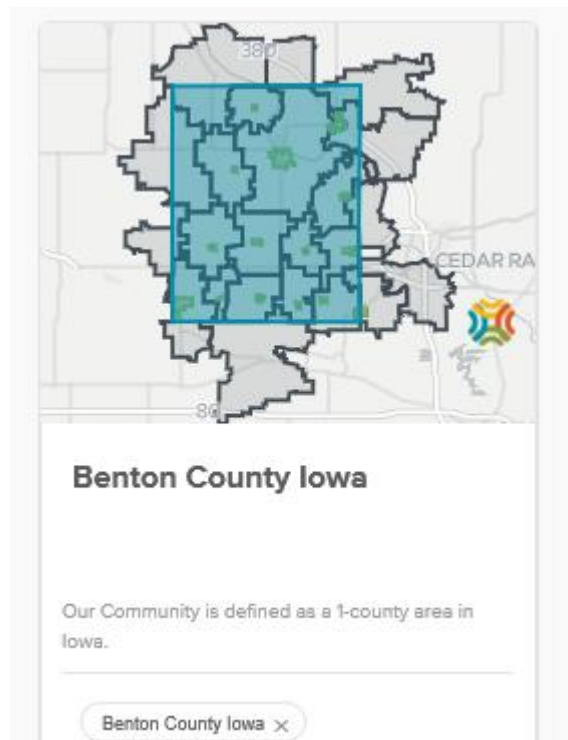 380
CEDAR RA
80
Benton County Iowa
Our Community is defined as a 1-county area in
Iowa.
Benton County Iowa ×